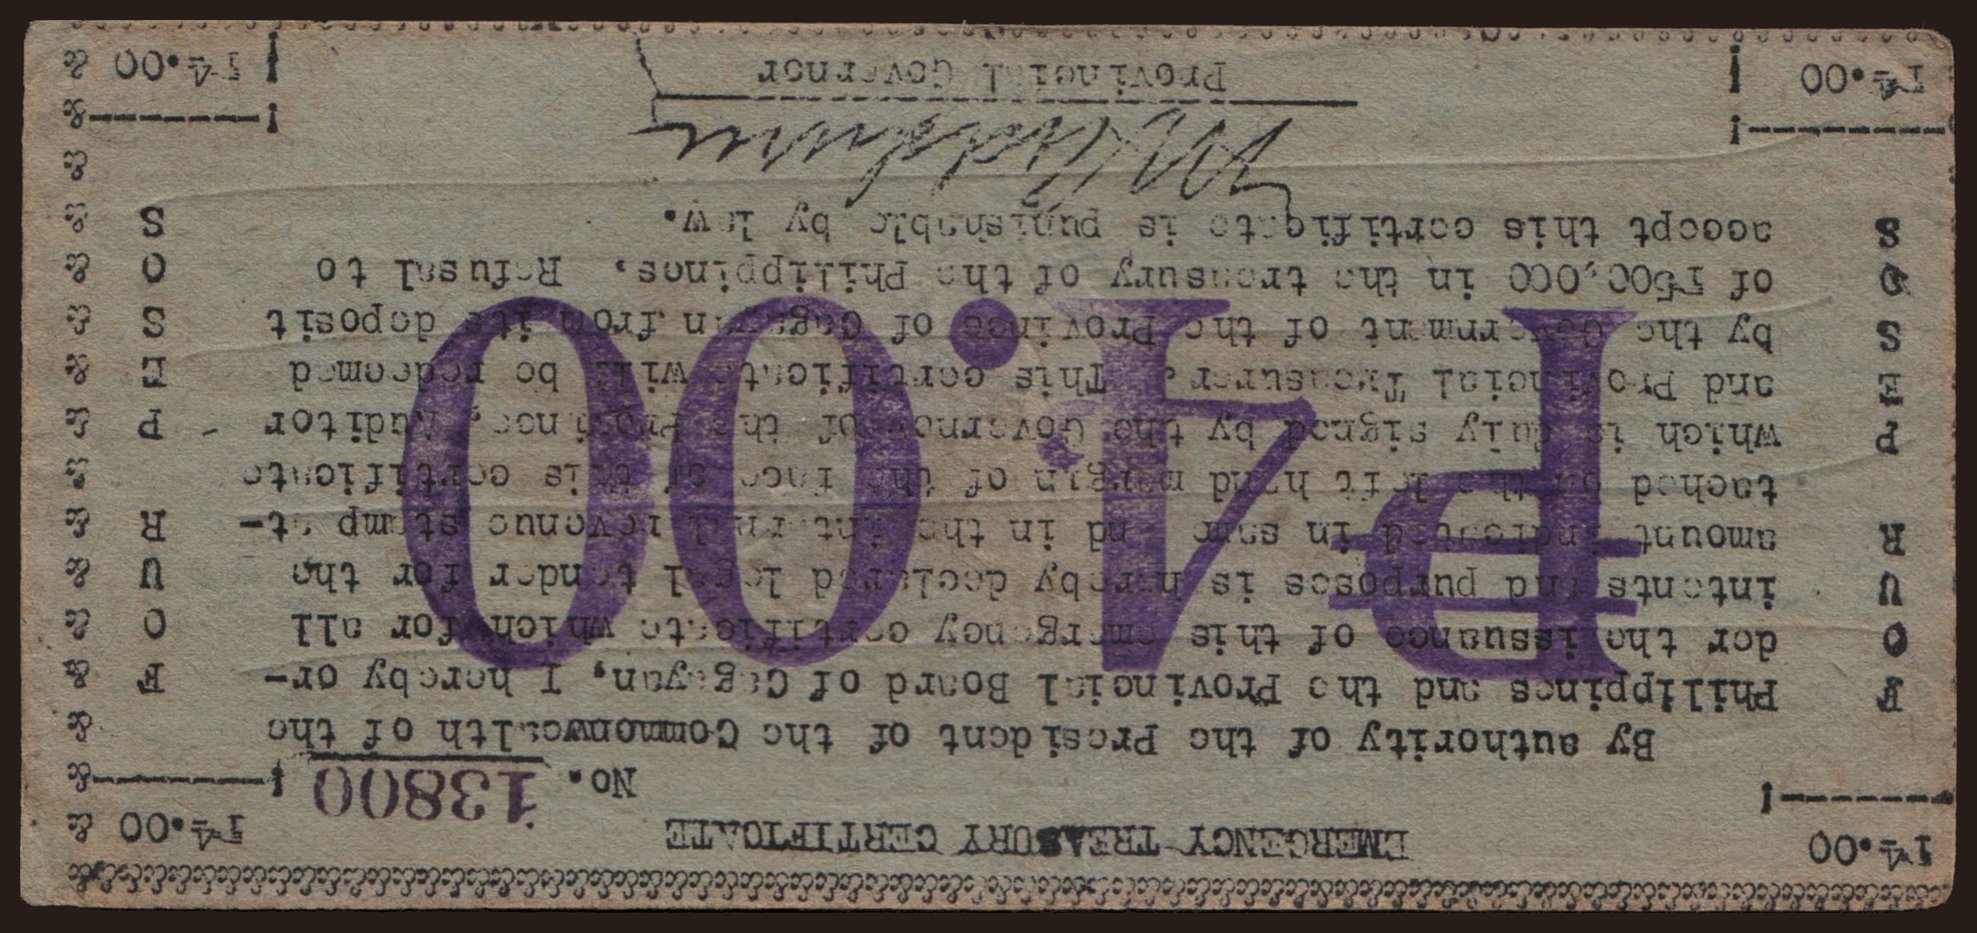 ₱4.00 EMERGENCY TREASURY CERTIFICATE ₱4.00
No. 13800
By authority of the President of the Commonwealth of the
Philippines and the Provincial Board of Cagayan, I hereby or-
der the issuance of this emergency certificate which for all
intents and purposes is hereby declared legal tender for the
amount indicated in same and in the internal revenue stamp at-
tached on the left hand margin of the face of this certificate
which is duly signed by the Governor of the Province, Auditor
and Provincial Treasurer. This certificate will be redeemed
by the Government of the Province of Cagayan from its deposit
of ₱500,000 in the treasury of the Philippines. Refusal to
accept this certificate is punishable by law.
FOUR PESOS
FOUR PESOS
₱4.00
Provincial Governor
₱4.00 ₱4.00